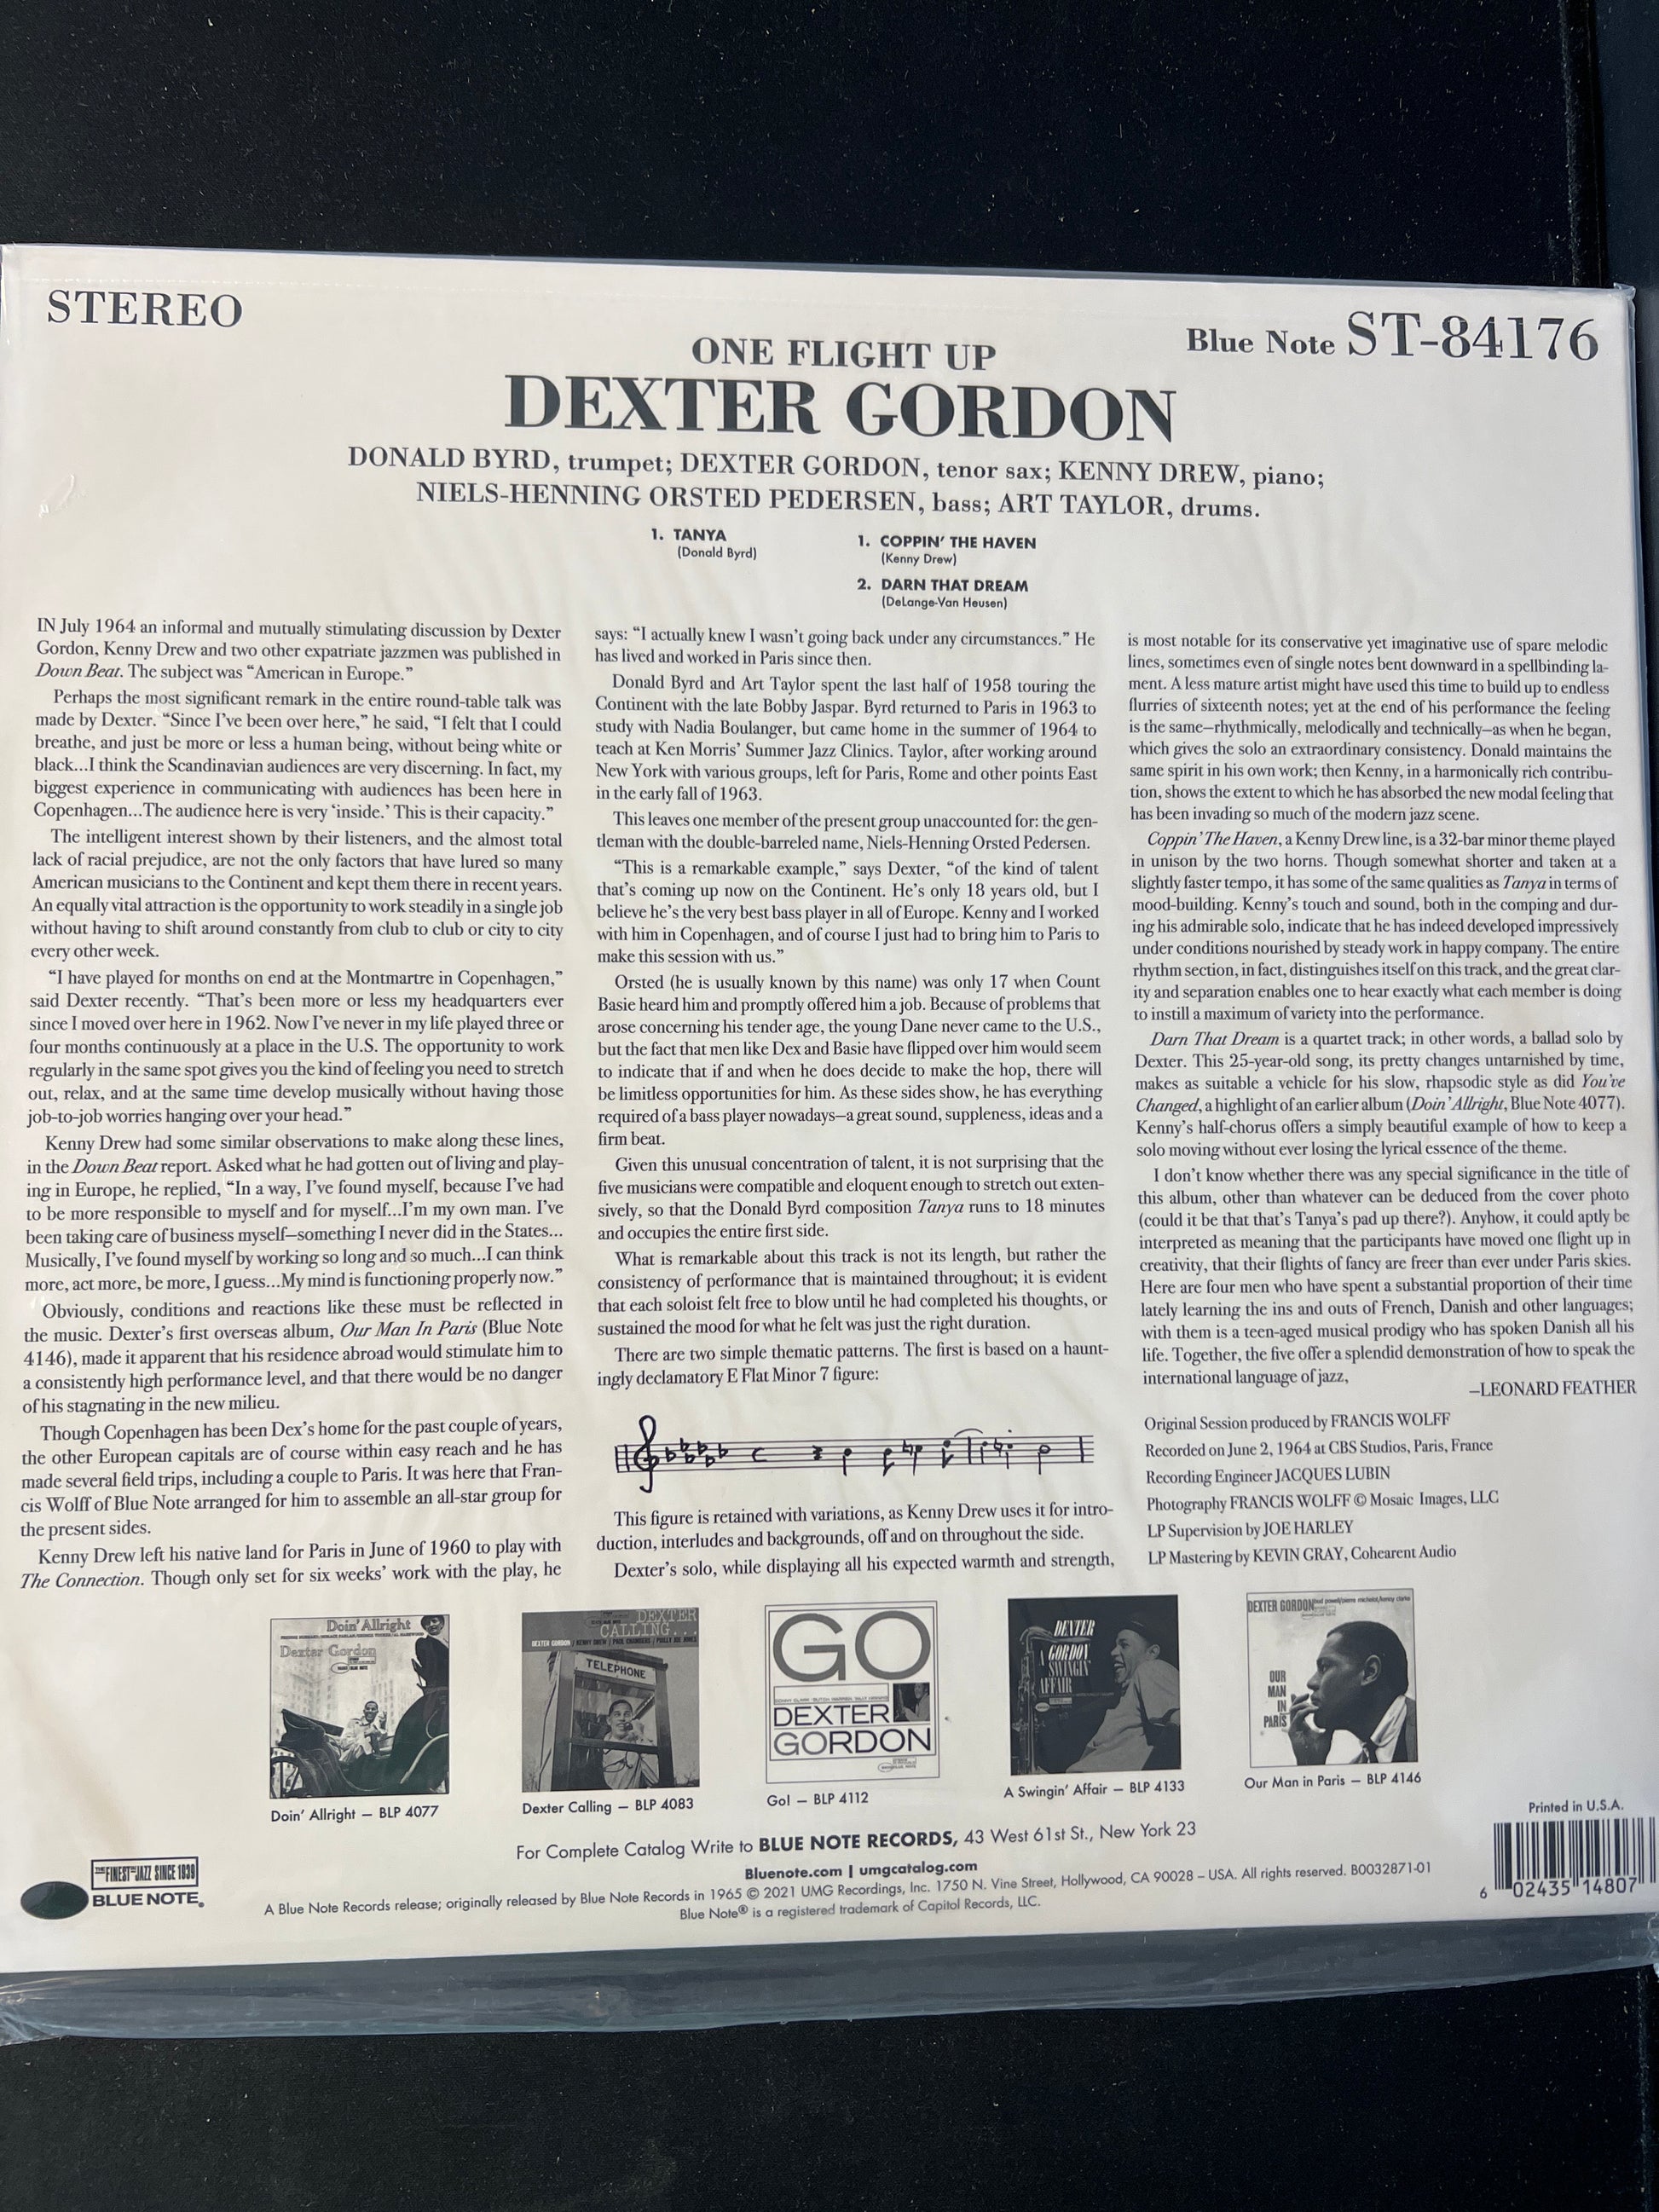 STEREO
Blue Note ST-84176
ONE FLIGHT UP
DEXTER GORDON
DONALD BYRD, trumpet; DEXTER GORDON, tenor sax; KENNY DREW, piano;
NIELS-HENNING ORSTED PEDERSEN, bass; ART TAYLOR, drums.
1. TANYA
(Donald Byrd)
1. COPPIN' THE HAVEN
(Kenny Drew)
2. DARN THAT DREAM
(DeLange-Van Heusen)
IN July 1964 an informal and mutually stimulating discussion by Dexter
Gordon, Kenny Drew and two other expatriate jazzmen was published in
Down Beat. The subject was “American in Europe.”
Perhaps the most significant remark in the entire round-table talk was
made by Dexter. “Since I’ve been over here,” he said, “I felt that I could
breathe, and just be more or less a human being, without being white or
black...I think the Scandinavian audiences are very discerning. In fact, my
biggest experience in communicating with audiences has been here in
Copenhagen...The audience here is very ‘inside.’ This is their capacity.”
The intelligent interest shown by their listeners, and the almost total
lack of racial prejudice, are not the only factors that have lured so many
American musicians to the Continent and kept them there in recent years.
An equally vital attraction is the opportunity to work steadily in a single job
without having to shift around constantly from club to club or city to city
every other week.
“I have played for months on end at the Montmartre in Copenhagen,”
said Dexter recently. “That’s been more or less my headquarters ever
since I moved over here in 1962. Now I’ve never in my life played three or
four months continuously at a place in the U.S. The opportunity to work
regularly in the same spot gives you the kind of feeling you need to stretch
out, relax, and at the same time develop musically without having those
job-to-job worries hanging over your head.”
Kenny Drew had some similar observations to make along these lines,
in the Down Beat report. Asked what he had gotten out of living and play-
ing in Europe, he replied, “In a way, I’ve found myself, because I’ve had
to be more responsible to myself and for myself...I’m my own man. I’ve
been taking care of business myself—something I never did in the States...
Musically, I’ve found myself by working so long and so much...I can think
more, act more, be more, I guess...My mind is functioning properly now.”
Obviously, conditions and reactions like these must be reflected in
the music. Dexter’s first overseas album, Our Man In Paris (Blue Note
4146), made it apparent that his residence abroad would stimulate him to
a consistently high performance level, and that there would be no danger
of his stagnating in the new milieu.
Though Copenhagen has been Dex’s home for the past couple of years,
the other European capitals are of course within easy reach and he has
made several field trips, including a couple to Paris. It was here that Fran-
cis Wolff of Blue Note arranged for him to assemble an all-star group for
the present sides.
Kenny Drew left his native land for Paris in June of 1960 to play with
The Connection. Though only set for six weeks’ work with the play, he
says: “I actually knew I wasn’t going back under any circumstances.” He
has lived and worked in Paris since then.
Donald Byrd and Art Taylor spent the last half of 1958 touring the
Continent with the late Bobby Jaspar. Byrd returned to Paris in 1963 to
study with Nadia Boulanger, but came home in the summer of 1964 to
teach at Ken Morris’ Summer Jazz Clinics. Taylor, after working around
New York with various groups, left for Paris, Rome and other points East
in the early fall of 1963.
This leaves one member of the present group unaccounted for: the gen-
tleman with the double-barreled name, Niels-Henning Orsted Pedersen.
“This is a remarkable example,” says Dexter, “of the kind of talent
that’s coming up now on the Continent. He’s only 18 years old, but I
believe he’s the very best bass player in all of Europe. Kenny and I worked
with him in Copenhagen, and of course I just had to bring him to Paris to
make this session with us.”
Orsted (he is usually known by this name) was only 17 when Count
Basie heard him and promptly offered him a job. Because of problems that
arose concerning his tender age, the young Dane never came to the U.S.,
but the fact that men like Dex and Basie have flipped over him would seem
to indicate that if and when he does decide to make the hop, there will
be limitless opportunities for him. As these sides show, he has everything
required of a bass player nowadays—a great sound, suppleness, ideas and a
firm beat.
Given this unusual concentration of talent, it is not surprising that the
five musicians were compatible and eloquent enough to stretch out exten-
sively, so that the Donald Byrd composition Tanya runs to 18 minutes
and occupies the entire first side.
What is remarkable about this track is not its length, but rather the
consistency of performance that is maintained throughout; it is evident
that each soloist felt free to blow until he had completed his thoughts, or
sustained the mood for what he felt was just the right duration.
There are two simple thematic patterns. The first is based on a haunt-
ingly declamatory E Flat Minor 7 figure:
This figure is retained with variations, as Kenny Drew uses it for intro-
duction, interludes and backgrounds, off and on throughout the side.
Dexter’s solo, while displaying all his expected warmth and strength,
is most notable for its conservative yet imaginative use of spare melodic
lines, sometimes even of single notes bent downward in a spellbinding la-
ment. A less mature artist might have used this time to build up to endless
flurries of sixteenth notes; yet at the end of his performance the feeling
is the same—rhythmically, melodically and technically—as when he began,
which gives the solo an extraordinary consistency. Donald maintains the
same spirit in his own work; then Kenny, in a harmonically rich contribu-
tion, shows the extent to which he has absorbed the new modal feeling that
has been invading so much of the modern jazz scene.
Coppin’ The Haven, a Kenny Drew line, is a 32-bar minor theme played
in unison by the two horns. Though somewhat shorter and taken at a
slightly faster tempo, it has some of the same qualities as Tanya in terms of
mood-building. Kenny’s touch and sound, both in the comping and dur-
ing his admirable solo, indicate that he has indeed developed impressively
under conditions nourished by steady work in happy company. The entire
rhythm section, in fact, distinguishes itself on this track, and the great clar-
ity and separation enables one to hear exactly what each member is doing
to instill a maximum of variety into the performance.
Darn That Dream is a quartet track; in other words, a ballad solo by
Dexter. This 25-year-old song, its pretty changes untarnished by time,
makes as suitable a vehicle for his slow, rhapsodic style as did You’ve
Changed, a highlight of an earlier album (Doin’ Allright, Blue Note 4077).
Kenny’s half-chorus offers a simply beautiful example of how to keep a
solo moving without ever losing the lyrical essence of the theme.
I don’t know whether there was any special significance in the title of
this album, other than whatever can be deduced from the cover photo
(could it be that that’s Tanya’s pad up there?). Anyhow, it could aptly be
interpreted as meaning that the participants have moved one flight up in
creativity, that their flights of fancy are freer than ever under Paris skies.
Here are four men who have spent a substantial proportion of their time
lately learning the ins and outs of French, Danish and other languages;
with them is a teen-aged musical prodigy who has spoken Danish all his
life. Together, the five offer a splendid demonstration of how to speak the
international language of jazz,
—LEONARD FEATHER
Original Session produced by FRANCIS WOLFF
Recorded on June 2, 1964 at CBS Studios, Paris, France
Recording Engineer JACQUES LUBIN
Photography FRANCIS WOLFF © Mosaic Images, LLC
LP Supervision by JOE HARLEY
LP Mastering by KEVIN GRAY, Cohearent Audio
Doin' Allright
Dexter Gordon
DEXTER
CALLING...
DEXTER GORDON / KENNY DREW / PAUL CHAMBERS / PHILLY JOE JONES
TELEPHONE
GO
DEXTER
GORDON
DEXTER
GORDON
A SWINGIN'
AFFAIR
DEXTER GORDON
OUR
MAN
IN
PARIS
Doin' Allright — BLP 4077
Dexter Calling — BLP 4083
Go! — BLP 4112
A Swingin' Affair — BLP 4133
Our Man in Paris — BLP 4146
For Complete Catalog Write to BLUE NOTE RECORDS, 43 West 61st St., New York 23
Bluenote.com | umgcatalog.com
A Blue Note Records release; originally released by Blue Note Records in 1965 © 2021 UMG Recordings, Inc. 1750 N. Vine Street, Hollywood, CA 90028 – USA. All rights reserved. B0032871-01
Blue Note® is a registered trademark of Capitol Records, LLC.
THE FINEST IN JAZZ SINCE 1939
BLUE NOTE.
Printed in U.S.A.
6 02435 14807